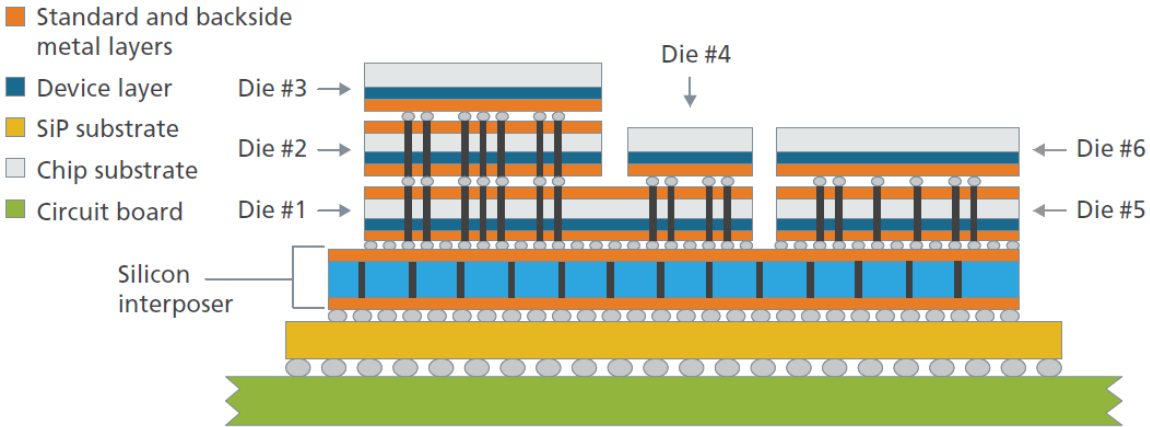 Standard and backside
metal layers
Device layer
SiP substrate
Chip substrate
Circuit board
Die #3
Die #2
Die #1
Die #4
Die #6
Die #5
Silicon
interposer